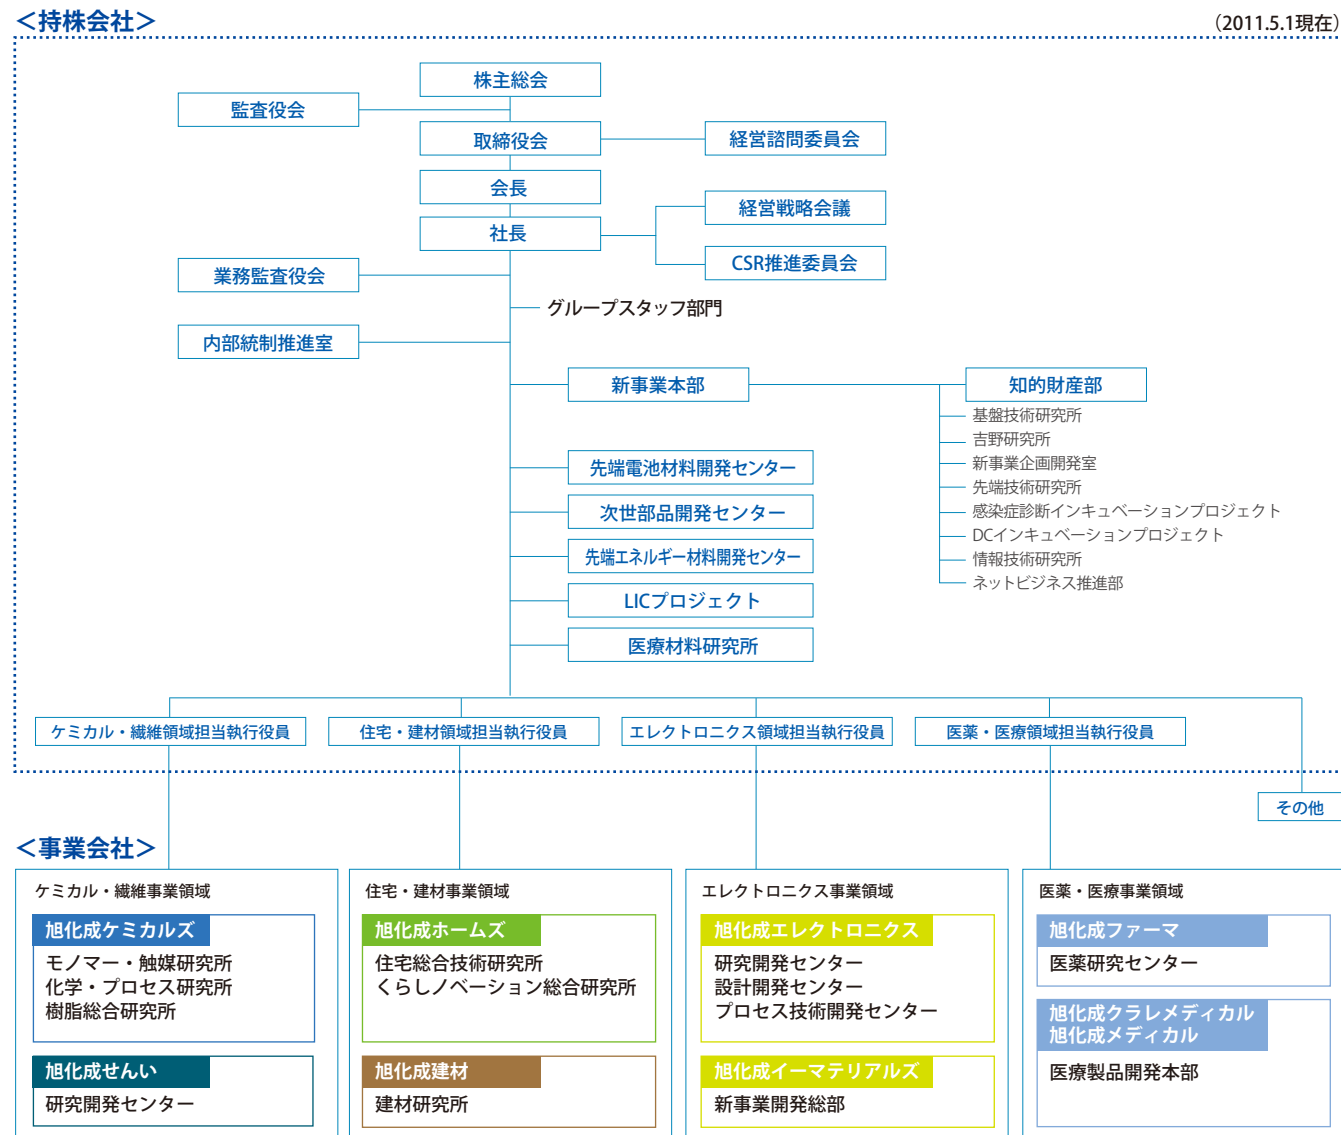 ＜持株会社＞
（2011.5.1現在）
株主総会
監査役会
取締役会
経営諮問委員会
会長
経営戦略会議
社長
CSR推進委員会
業務監査役会
グループスタッフ部門
内部統制推進室
新事業本部
知的財産部
基盤技術研究所
吉野研究所
新事業企画開発室
先端技術研究所
感染症診断インキュベーションプロジェクト
DCインキュベーションプロジェクト
情報技術研究所
ネットビジネス推進部
先端電池材料開発センター
次世部品開発センター
先端エネルギー材料開発センター
LICプロジェクト
医療材料研究所
ケミカル・繊維領域担当執行役員
住宅・建材領域担当執行役員
エレクトロニクス領域担当執行役員
医薬・医療領域担当執行役員
その他
＜事業会社＞
ケミカル・繊維事業領域
旭化成ケミカルズ
モノマー・触媒研究所
化学・プロセス研究所
樹脂総合研究所
旭化成せんい
研究開発センター
住宅・建材事業領域
旭化成ホームズ
住宅総合技術研究所
くらしノベーション総合研究所
旭化成建材
建材研究所
エレクトロニクス事業領域
旭化成エレクトロニクス
研究開発センター
設計開発センター
プロセス技術開発センター
旭化成イーマテリアルズ
新事業開発総部
医薬・医療事業領域
旭化成ファーマ
医薬研究センター
旭化成クラレメディカル
旭化成メディカル
医療製品開発本部